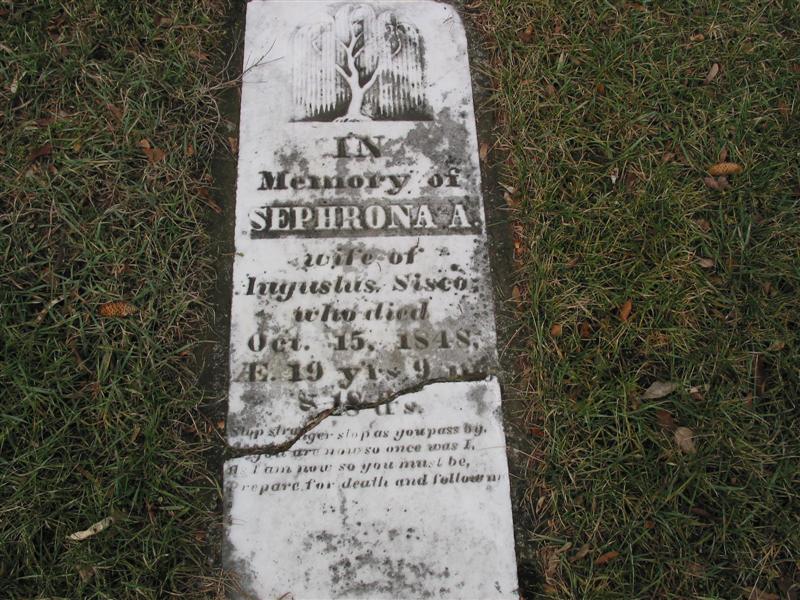 IN
Memory of
SEPHRONA A.
wife of
Augustus, Sisco,
who died
Oct. 15, 1848,
Æ. 19 yrs 9 m
& 18 d's.
Stop stranger stop as you pass by,
you are now so once was I,
As I am now so you must be,
Prepare for death and follow m